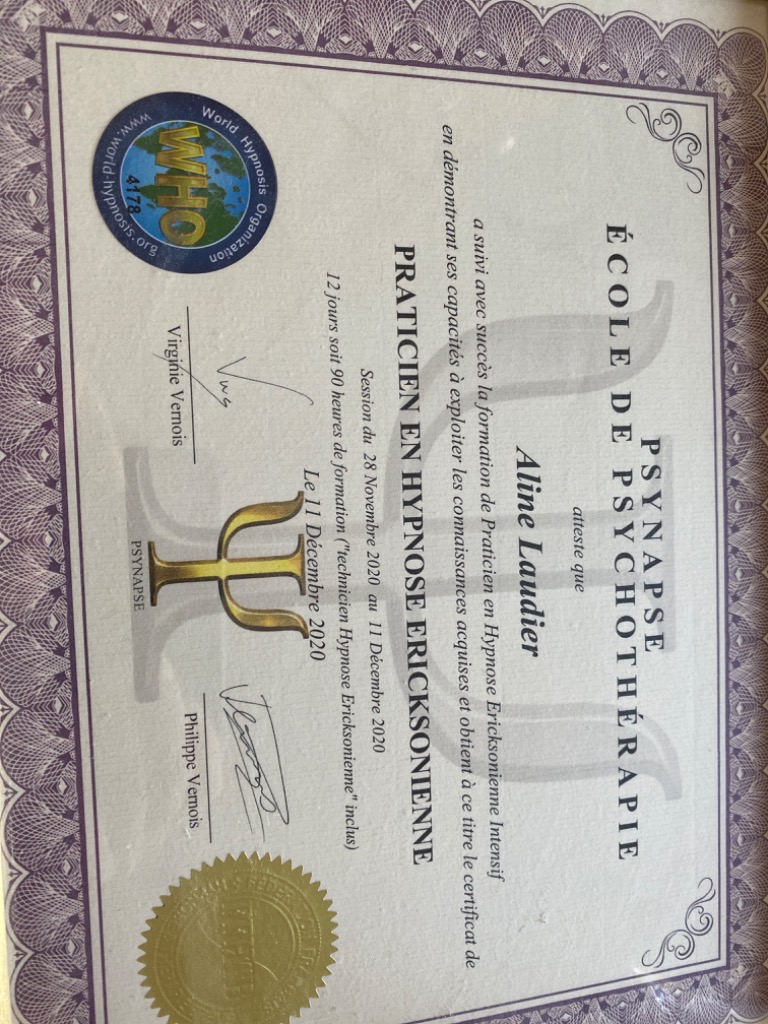 PSYNAPSE
ÉCOLE DE PSYCHOTHÉRAPIE
atteste que
Aline Laudier
a suivi avec succès la formation de Praticien en Hypnose Ericksonienne Intensif
en démontrant ses capacités à exploiter les connaissances acquises et obtient à ce titre le certificat de
PRATICIEN EN HYPNOSE ERICKSONIENNE
Session du 28 Novembre 2020 au 11 Décembre 2020
12 jours soit 90 heures de formation ("technicien Hypnose Ericksonienne" inclus)
Le 11 Décembre 2020
World Hypnosis Organization
WHO
4178
www.world-hypnosis.org
Virginie Vernois
PSYNAPSE
Philippe Vernois